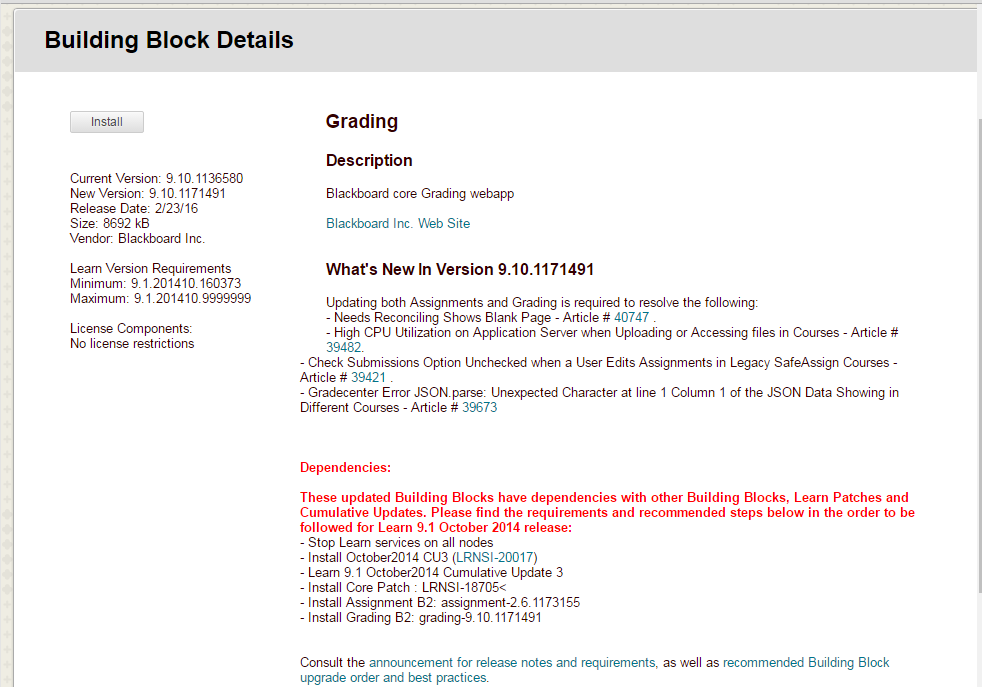 Building Block Details
Install
Current Version: 9.10.1136580
New Version: 9.10.1171491
Release Date: 2/23/16
Size: 8692 kB
Vendor: Blackboard Inc.
Learn Version Requirements
Minimum: 9.1.201410.160373
Maximum: 9.1.201410.9999999
License Components:
No license restrictions
Grading
Description
Blackboard core Grading webapp
Blackboard Inc. Web Site
What's New In Version 9.10.1171491
Updating both Assignments and Grading is required to resolve the following:
- Needs Reconciling Shows Blank Page - Article # 40747 .
- High CPU Utilization on Application Server when Uploading or Accessing files in Courses - Article #
39482.
- Check Submissions Option Unchecked when a User Edits Assignments in Legacy SafeAssign Courses -
Article # 39421 .
- Gradecenter Error JSON.parse: Unexpected Character at line 1 Column 1 of the JSON Data Showing in
Different Courses - Article # 39673
Dependencies:
These updated Building Blocks have dependencies with other Building Blocks, Learn Patches and
Cumulative Updates. Please find the requirements and recommended steps below in the order to be
followed for Learn 9.1 October 2014 release:
- Stop Learn services on all nodes
- Install October2014 CU3 (LRNSI-20017)
- Learn 9.1 October2014 Cumulative Update 3
- Install Core Patch : LRNSI-18705<
- Install Assignment B2: assignment-2.6.1173155
- Install Grading B2: grading-9.10.1171491
Consult the announcement for release notes and requirements, as well as recommended Building Block
upgrade order and best practices.